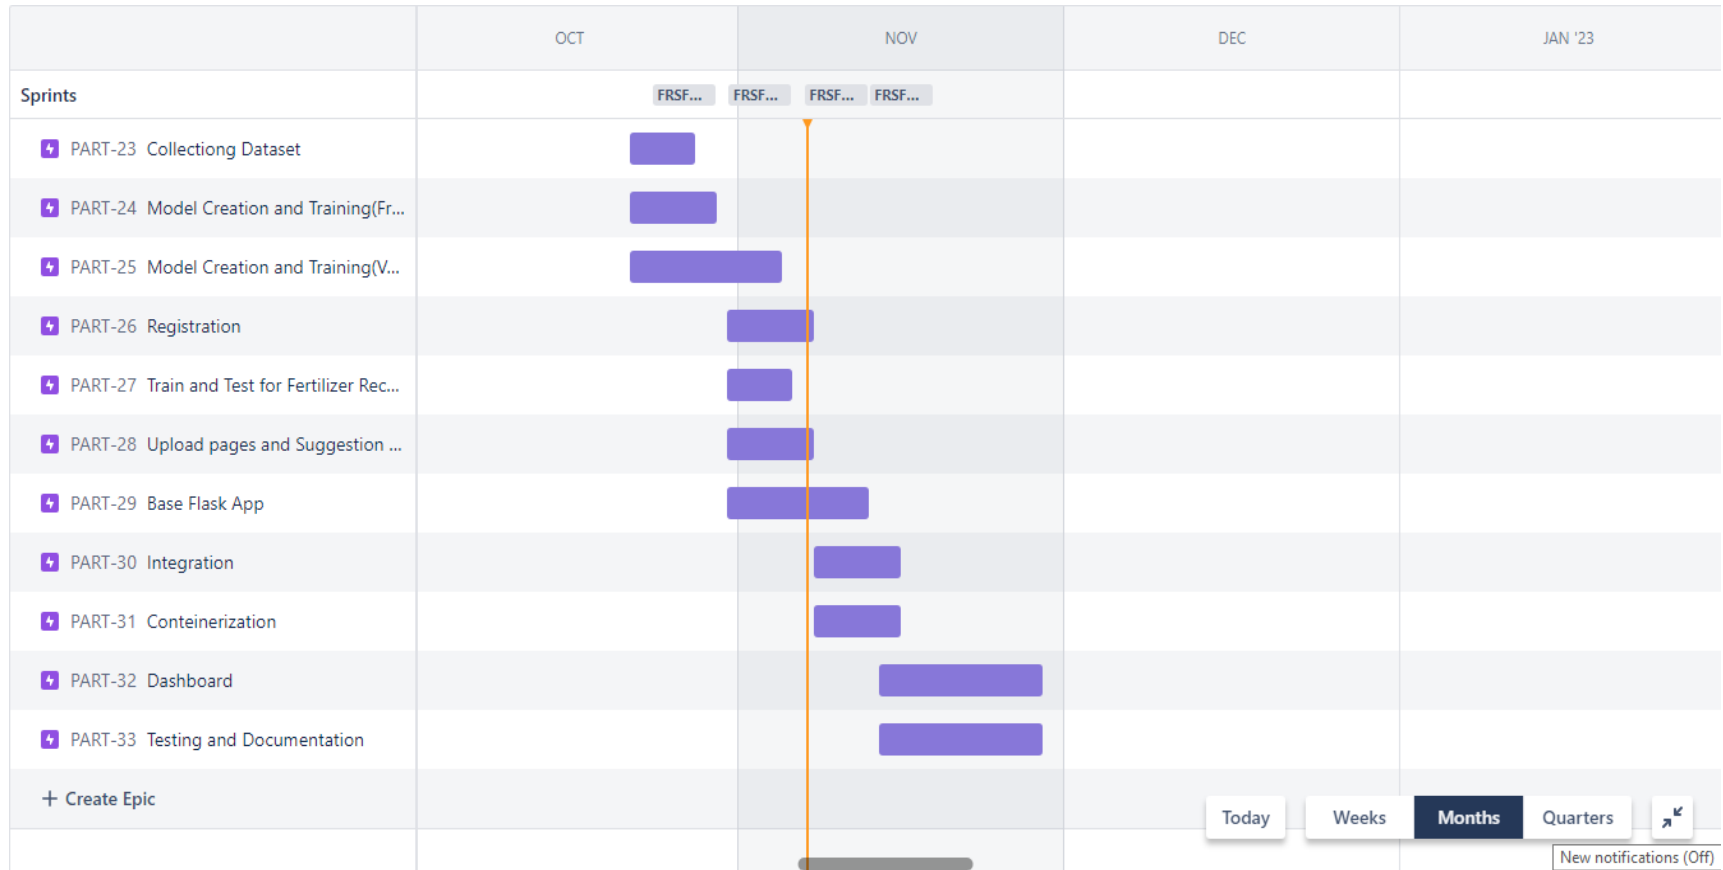 OCT NOV DEC JAN '23
Sprints FRSF... FRSF... FRSF... FRSF...
PART-23 Collectiong Dataset
PART-24 Model Creation and Training(Fr...
PART-25 Model Creation and Training(V...
PART-26 Registration
PART-27 Train and Test for Fertilizer Rec...
PART-28 Upload pages and Suggestion ...
PART-29 Base Flask App
PART-30 Integration
PART-31 Conteinerization
PART-32 Dashboard
PART-33 Testing and Documentation
+ Create Epic
Today Weeks Months Quarters
New notifications (Off)